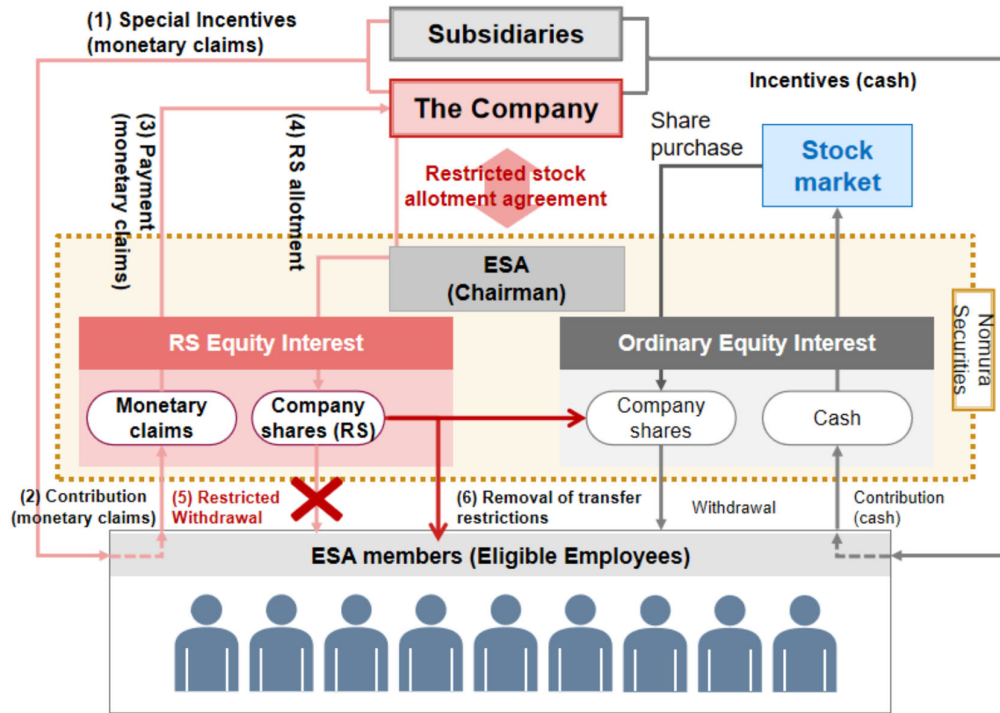 (1) Special Incentives
(monetary claims)
Subsidiaries
The Company
Incentives (cash)
(3) Payment
(monetary claims)
(4) RS allotment
Restricted stock
allotment agreement
Share
purchase
Stock
market
ESA
(Chairman)
Nomura
Securities
RS Equity Interest
Ordinary Equity Interest
Monetary
claims
Company
shares (RS)
Company
shares
Cash
(2) Contribution
(monetary claims)
(5) Restricted
Withdrawal
(6) Removal of transfer
restrictions
Withdrawal
Contribution
(cash)
ESA members (Eligible Employees)